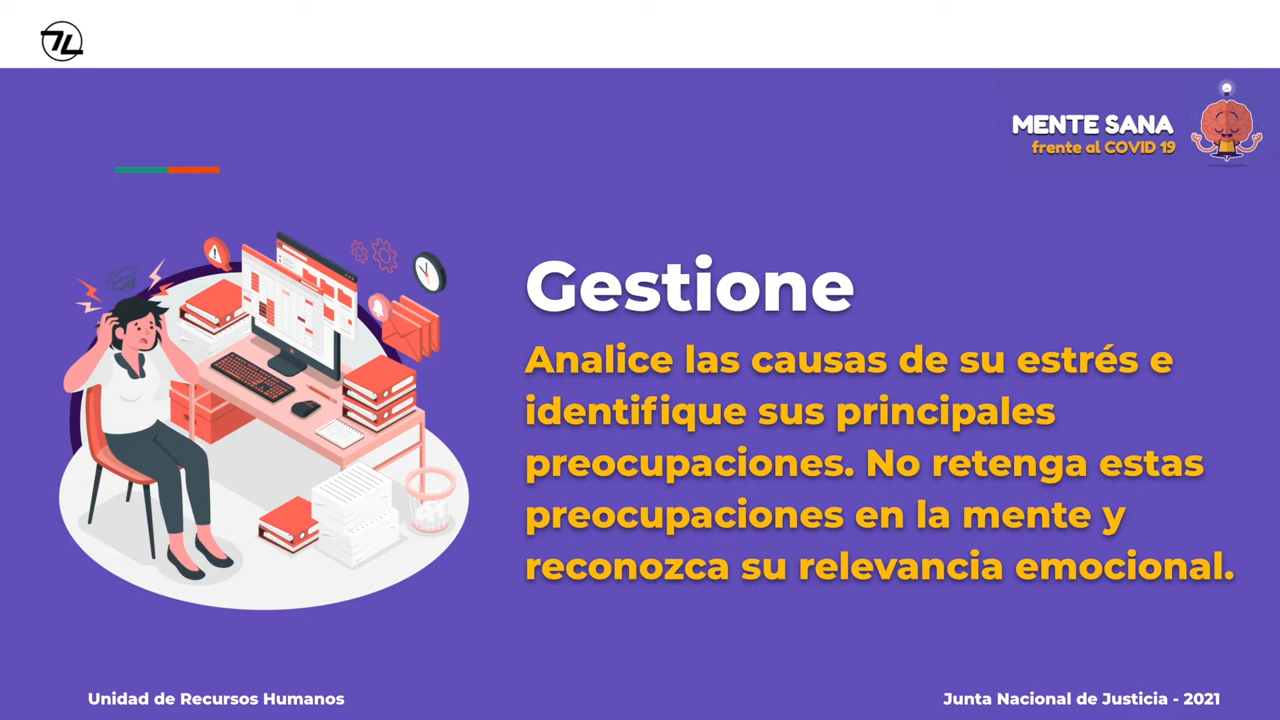 MENTE SANA
frente al COVID 19
Gestione
Analice las causas de su estrés e
identifique sus principales
preocupaciones. No retenga estas
preocupaciones en la mente y
reconozca su relevancia emocional.
Unidad de Recursos Humanos
Junta Nacional de Justicia - 2021